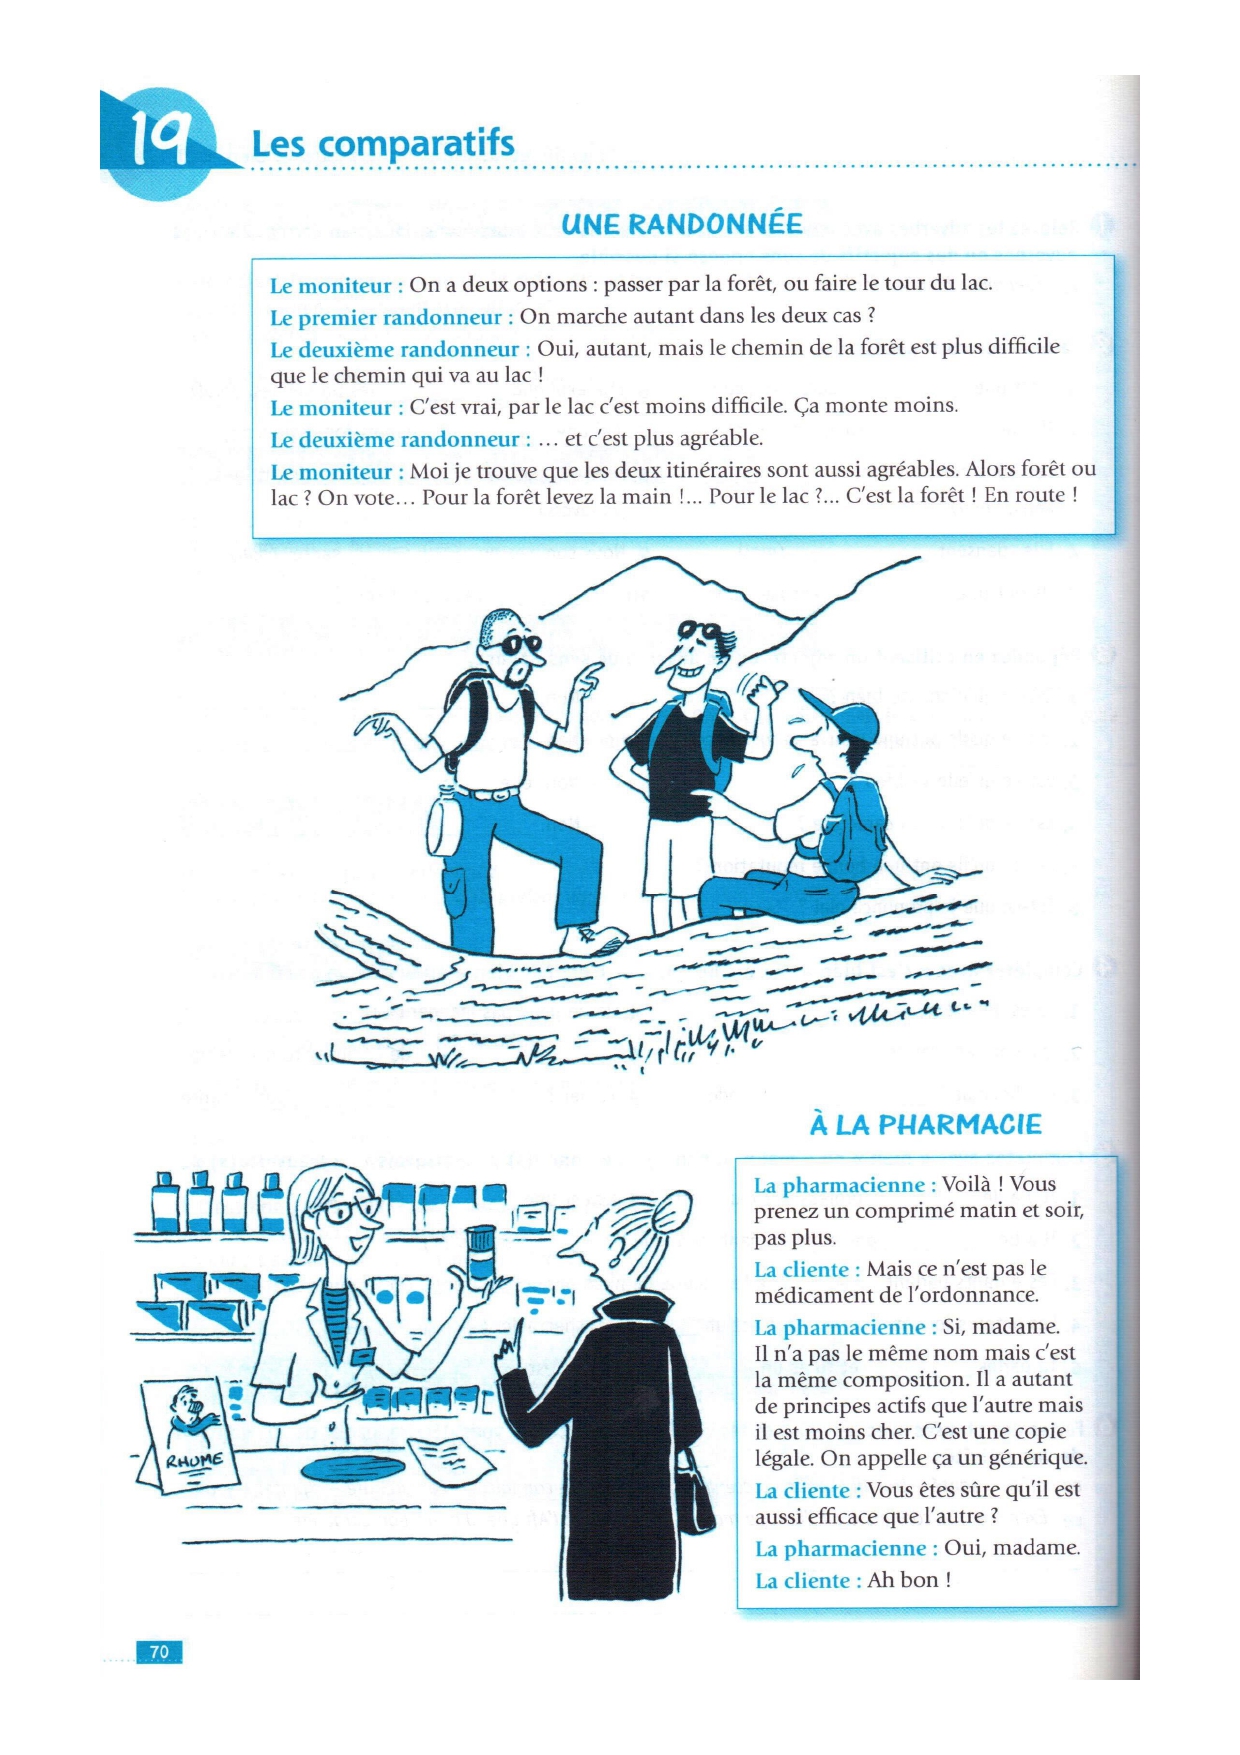 19
Les comparatifs
UNE RANDONNÉE
Le moniteur : On a deux options : passer par la forêt, ou faire le tour du lac.
Le premier randonneur : On marche autant dans les deux cas ?
Le deuxième randonneur : Oui, autant, mais le chemin de la forêt est plus difficile
que le chemin qui va au lac !
Le moniteur : C'est vrai, par le lac c'est moins difficile. Ça monte moins.
Le deuxième randonneur : … et c'est plus agréable.
Le moniteur : Moi je trouve que les deux itinéraires sont aussi agréables. Alors forêt ou
lac ? On vote… Pour la forêt levez la main !… Pour le lac ?… C'est la forêt ! En route !
À LA PHARMACIE
La pharmacienne : Voilà ! Vous
prenez un comprimé matin et soir,
pas plus.
La cliente : Mais ce n'est pas le
médicament de l'ordonnance.
La pharmacienne : Si, madame.
Il n'a pas le même nom mais c'est
la même composition. Il a autant
de principes actifs que l'autre mais
il est moins cher. C'est une copie
légale. On appelle ça un générique.
La cliente : Vous êtes sûre qu'il est
aussi efficace que l'autre ?
La pharmacienne : Oui, madame.
La cliente : Ah bon !
RHUME
70